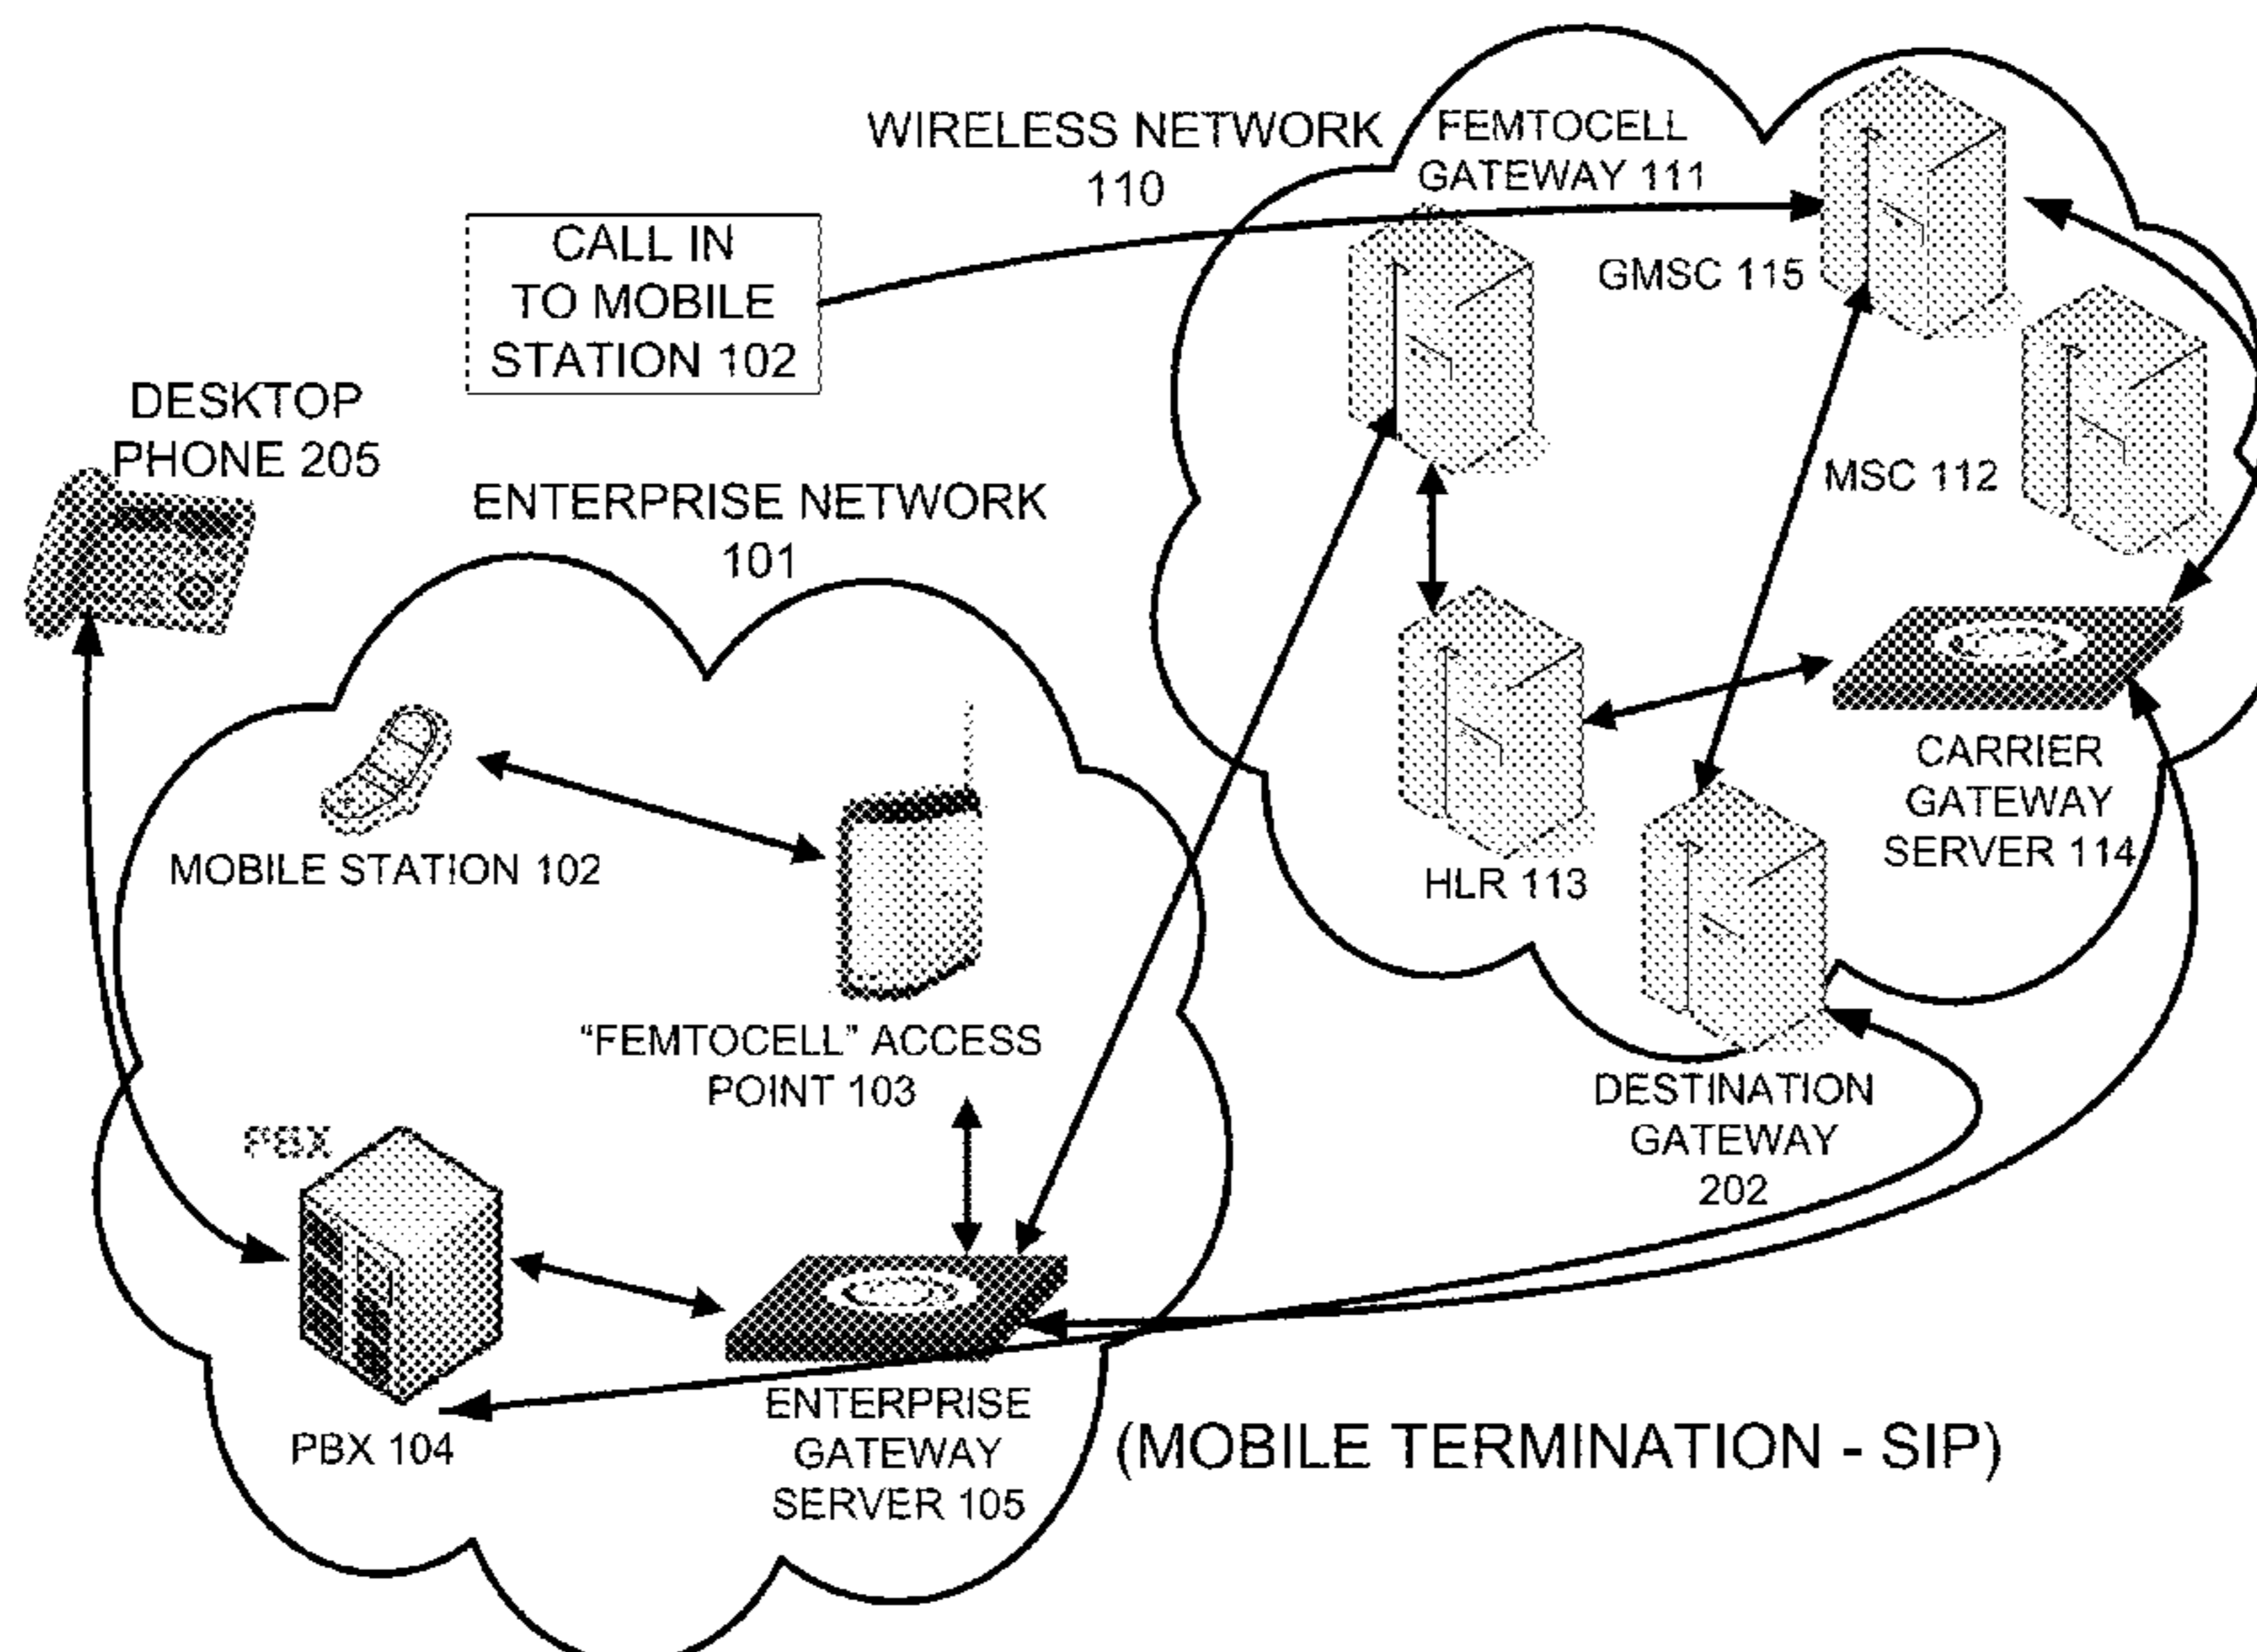 WIRELESS NETWORK
110
FEMTOCELL
GATEWAY 111
CALL IN
TO MOBILE
STATION 102
GMSC 115
DESKTOP
PHONE 205
MSC 112
ENTERPRISE NETWORK
101
CARRIER
GATEWAY
SERVER 114
MOBILE STATION 102
HLR 113
"FEMTOCELL" ACCESS
POINT 103
DESTINATION
GATEWAY
202
PBX
PBX 104
ENTERPRISE
GATEWAY
SERVER 105
(MOBILE TERMINATION - SIP)